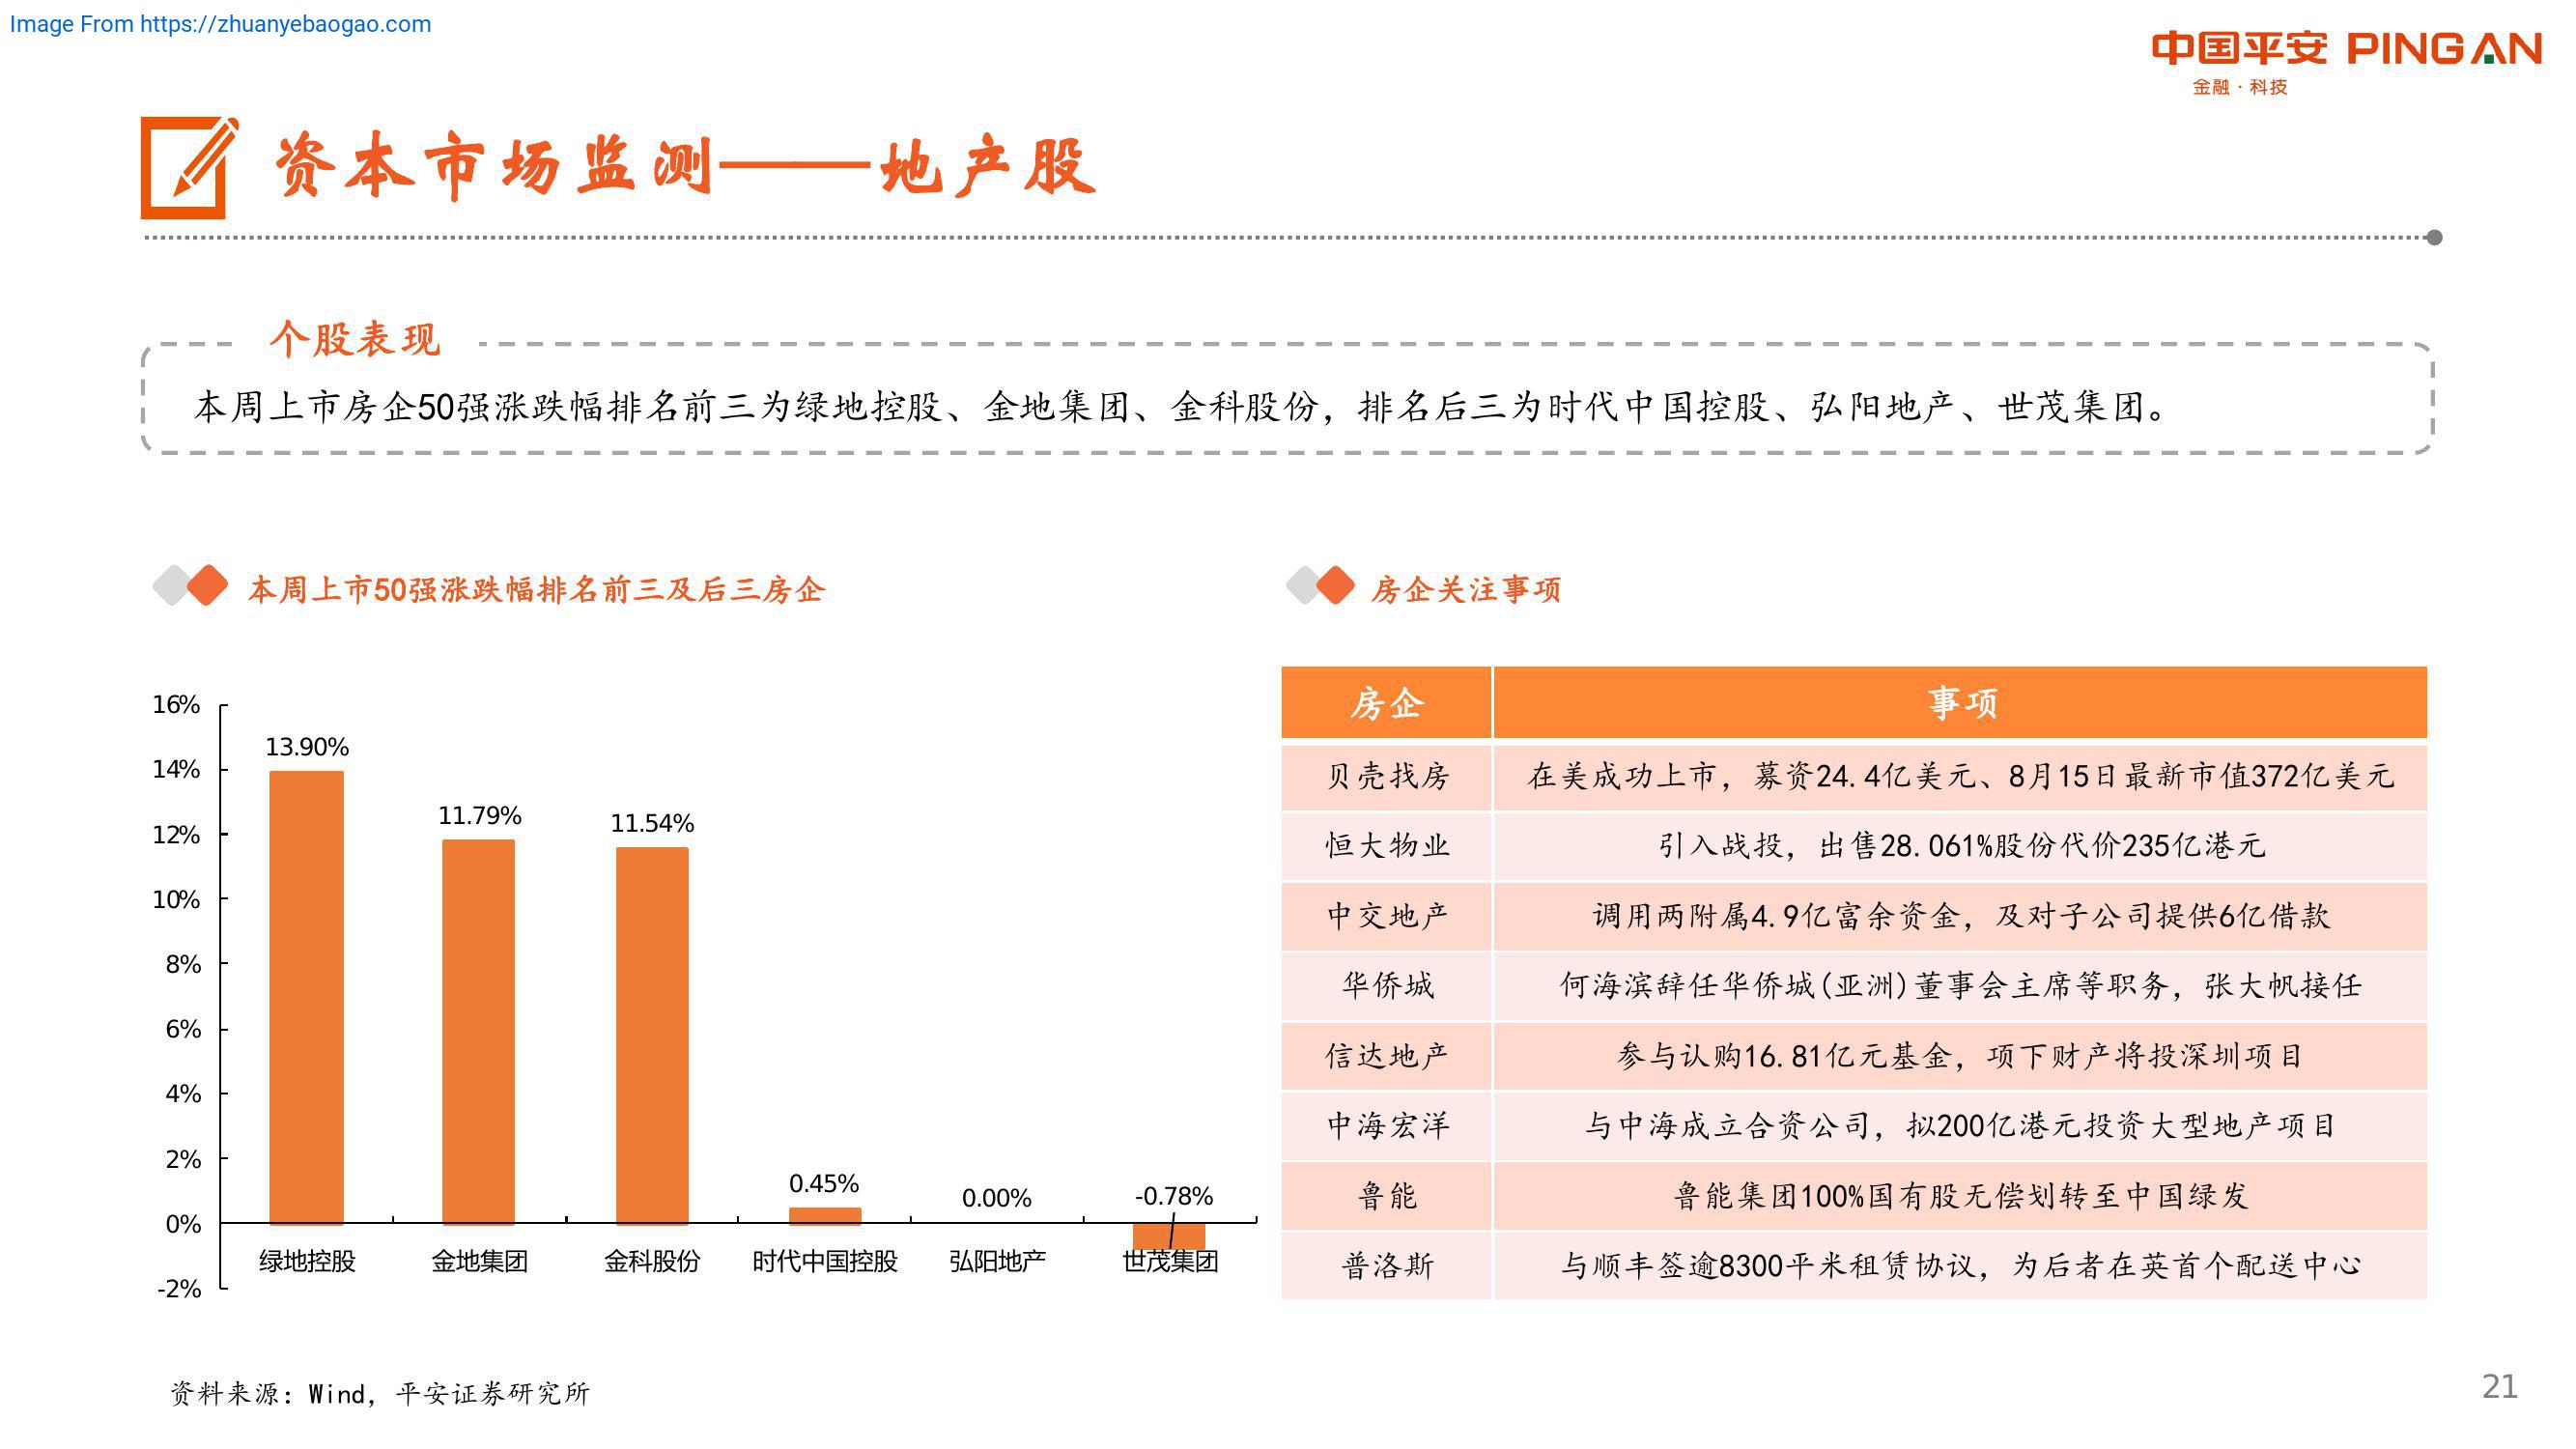 Image From https://zhuanyebaogao.com
中国平安 PINGAN
金融·科技
资本市场监测——地产股
个股表现
本周上市房企50强涨跌幅排名前三为绿地控股、金地集团、金科股份，排名后三为时代中国控股、弘阳地产、世茂集团。
本周上市50强涨跌幅排名前三及后三房企
16%
14%
12%
10%
8%
6%
4%
2%
0%
-2%
13.90%
11.79%
11.54%
0.45%
0.00%
-0.78%
绿地控股
金地集团
金科股份
时代中国控股
弘阳地产
世茂集团
房企关注事项
房企 事项
贝壳找房 在美成功上市，募资24.4亿美元、8月15日最新市值372亿美元
恒大物业 引入战投，出售28.061%股份代价235亿港元
中交地产 调用两附属4.9亿富余资金，及对子公司提供6亿借款
华侨城 何海滨辞任华侨城(亚洲)董事会主席等职务，张大帆接任
信达地产 参与认购16.81亿元基金，项下财产将投深圳项目
中海宏洋 与中海成立合资公司，拟200亿港元投资大型地产项目
鲁能 鲁能集团100%国有股无偿划转至中国绿发
普洛斯 与顺丰签逾8300平米租赁协议，为后者在英首个配送中心
资料来源：Wind，平安证券研究所
21